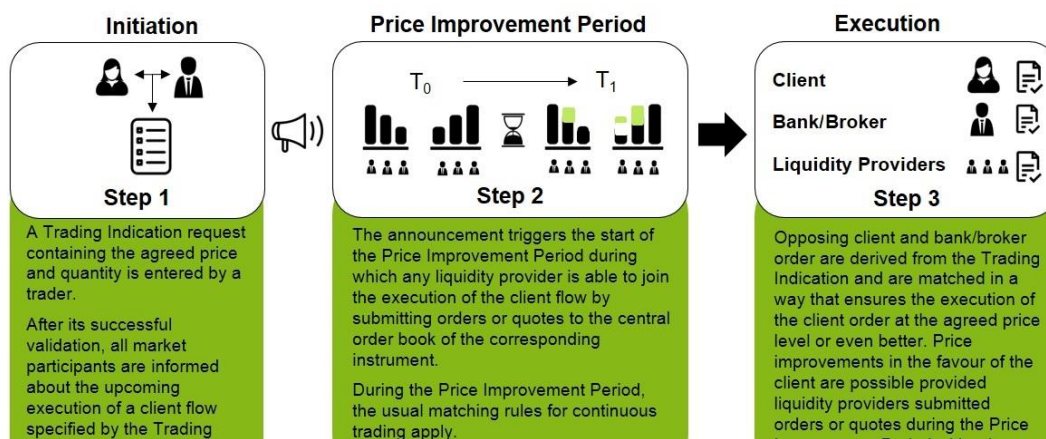 Initiation
Price Improvement Period
Execution
T0
T1
Client
Bank/Broker
Liquidity Providers
Step 1
Step 2
Step 3
A Trading Indication request
containing the agreed price
and quantity is entered by a
trader.
After its successful
validation, all market
participants are informed
about the upcoming
execution of a client flow
specified by the Trading
The announcement triggers the start of
the Price Improvement Period during
which any liquidity provider is able to join
the execution of the client flow by
submitting orders or quotes to the central
order book of the corresponding
instrument.
During the Price Improvement Period,
the usual matching rules for continuous
trading apply.
Opposing client and bank/broker
order are derived from the Trading
Indication and are matched in a
way that ensures the execution of
the client order at the agreed price
level or even better. Price
improvements in the favour of the
client are possible provided
liquidity providers submitted
orders or quotes during the Price